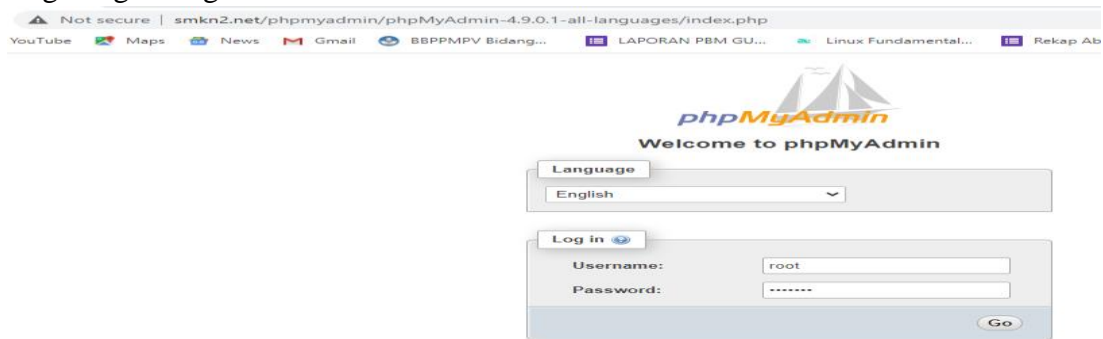 Not secure | smkn2.net/phpmyadmin/phpMyAdmin-4.9.0.1-all-languages/index.php
YouTube Maps News Gmail BBPPMPV Bidang... LAPORAN PBM GU... Linux Fundamental... Rekap Ab
phpMyAdmin
Welcome to phpMyAdmin
Language
English
Log in
Username: root
Password: •••••••
Go